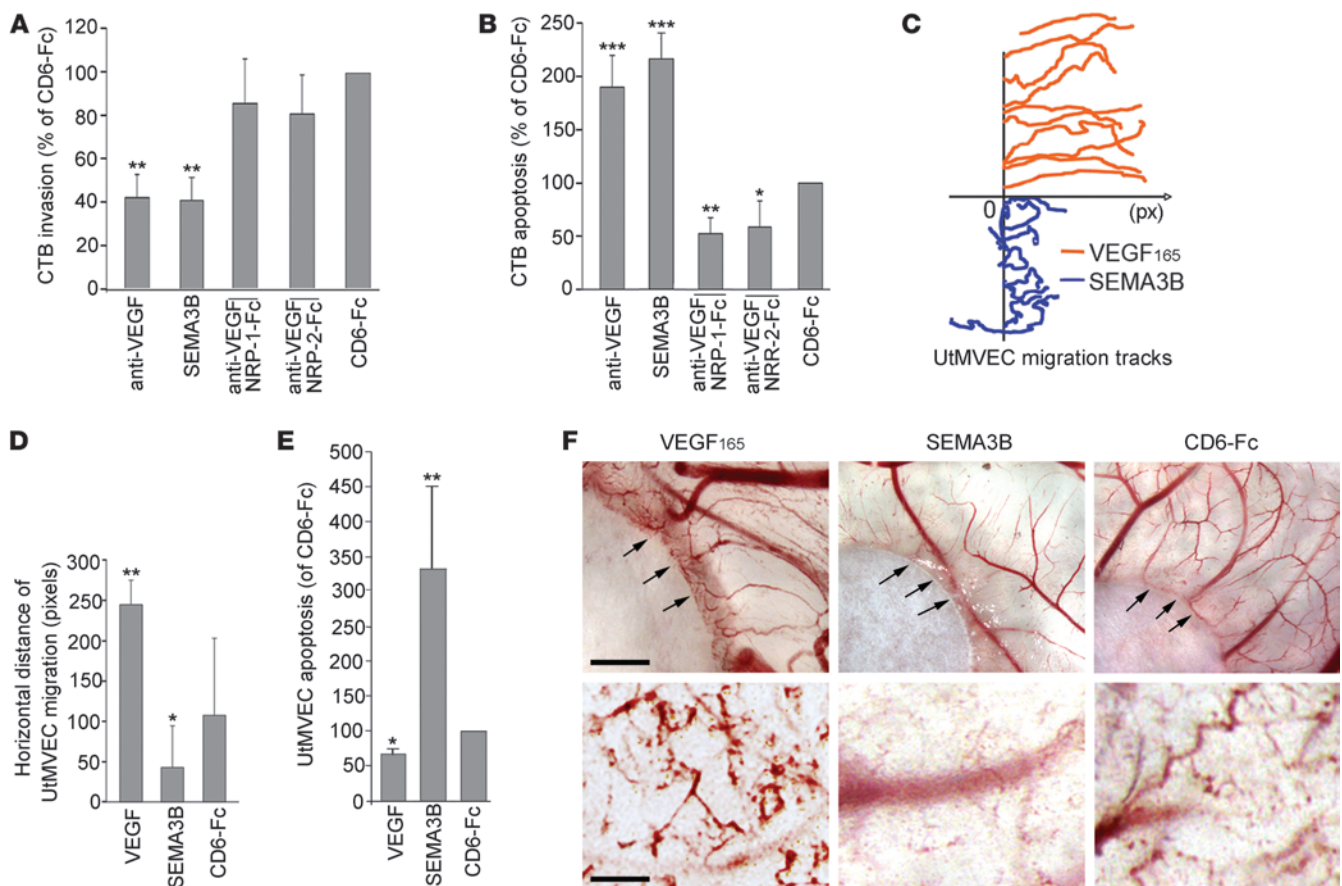 A
CTB invasion (% of CD6-Fc)
120
100
80
60
40
20
0
**
**
anti-VEGF
SEMA3B
anti-VEGF
NRP-1-Fc
anti-VEGF
NRP-2-Fc
CD6-Fc
B
CTB apoptosis (% of CD6-Fc)
250
200
150
100
50
0
***
***
**
*
anti-VEGF
SEMA3B
anti-VEGF
NRP-1-Fc
anti-VEGF
NRR-2-Fc
CD6-Fc
C
0
(px)
VEGF165
SEMA3B
UtMVEC migration tracks
D
Horizontal distance of
UtMVEC migration (pixels)
300
250
200
150
100
50
0
**
*
VEGF
SEMA3B
CD6-Fc
E
UtMVEC apoptosis (of CD6-Fc)
500
450
400
350
300
250
200
150
100
50
0
*
**
VEGF
SEMA3B
CD6-Fc
F
VEGF165
SEMA3B
CD6-Fc